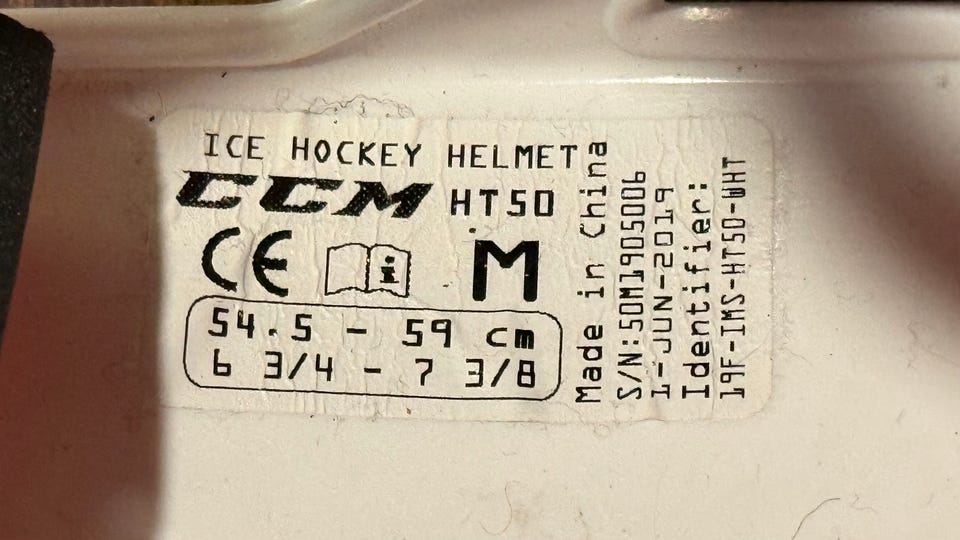 ICE HOCKEY HELMET
CCM HT50
CE i M
54.5 - 59 cm
6 3/4 - 7 3/8
Made in China
S/N:50M1905006
1-JUN-2019
Identifier:
19F-IMS-HT50-WHT